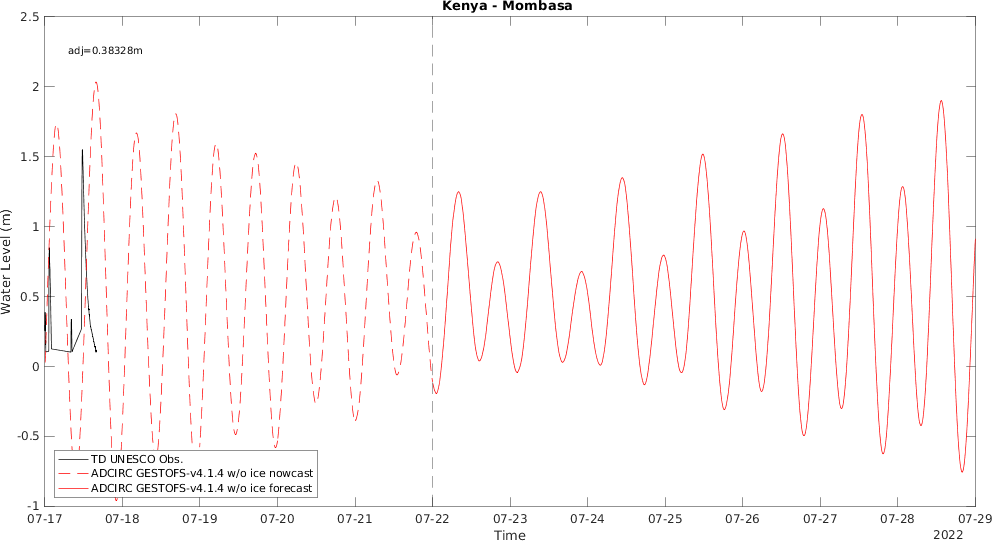 Kenya - Mombasa
adj=0.38328m
Water Level (m)
2.5
2
1.5
1
0.5
0
-0.5
-1
TD UNESCO Obs.
ADCIRC GESTOFS-v4.1.4 w/o ice nowcast
ADCIRC GESTOFS-v4.1.4 w/o ice forecast
07-17 07-18 07-19 07-20 07-21 07-22 07-23 07-24 07-25 07-26 07-27 07-28 07-29
Time
2022